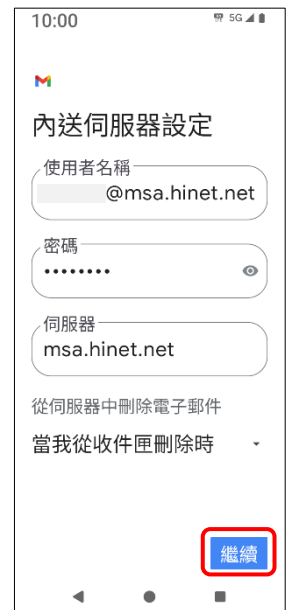 10:00
5G
內送伺服器設定
使用者名稱
@msa.hinet.net
密碼
••••••••
伺服器
msa.hinet.net
從伺服器中刪除電子郵件
當我從收件匣刪除時
繼續